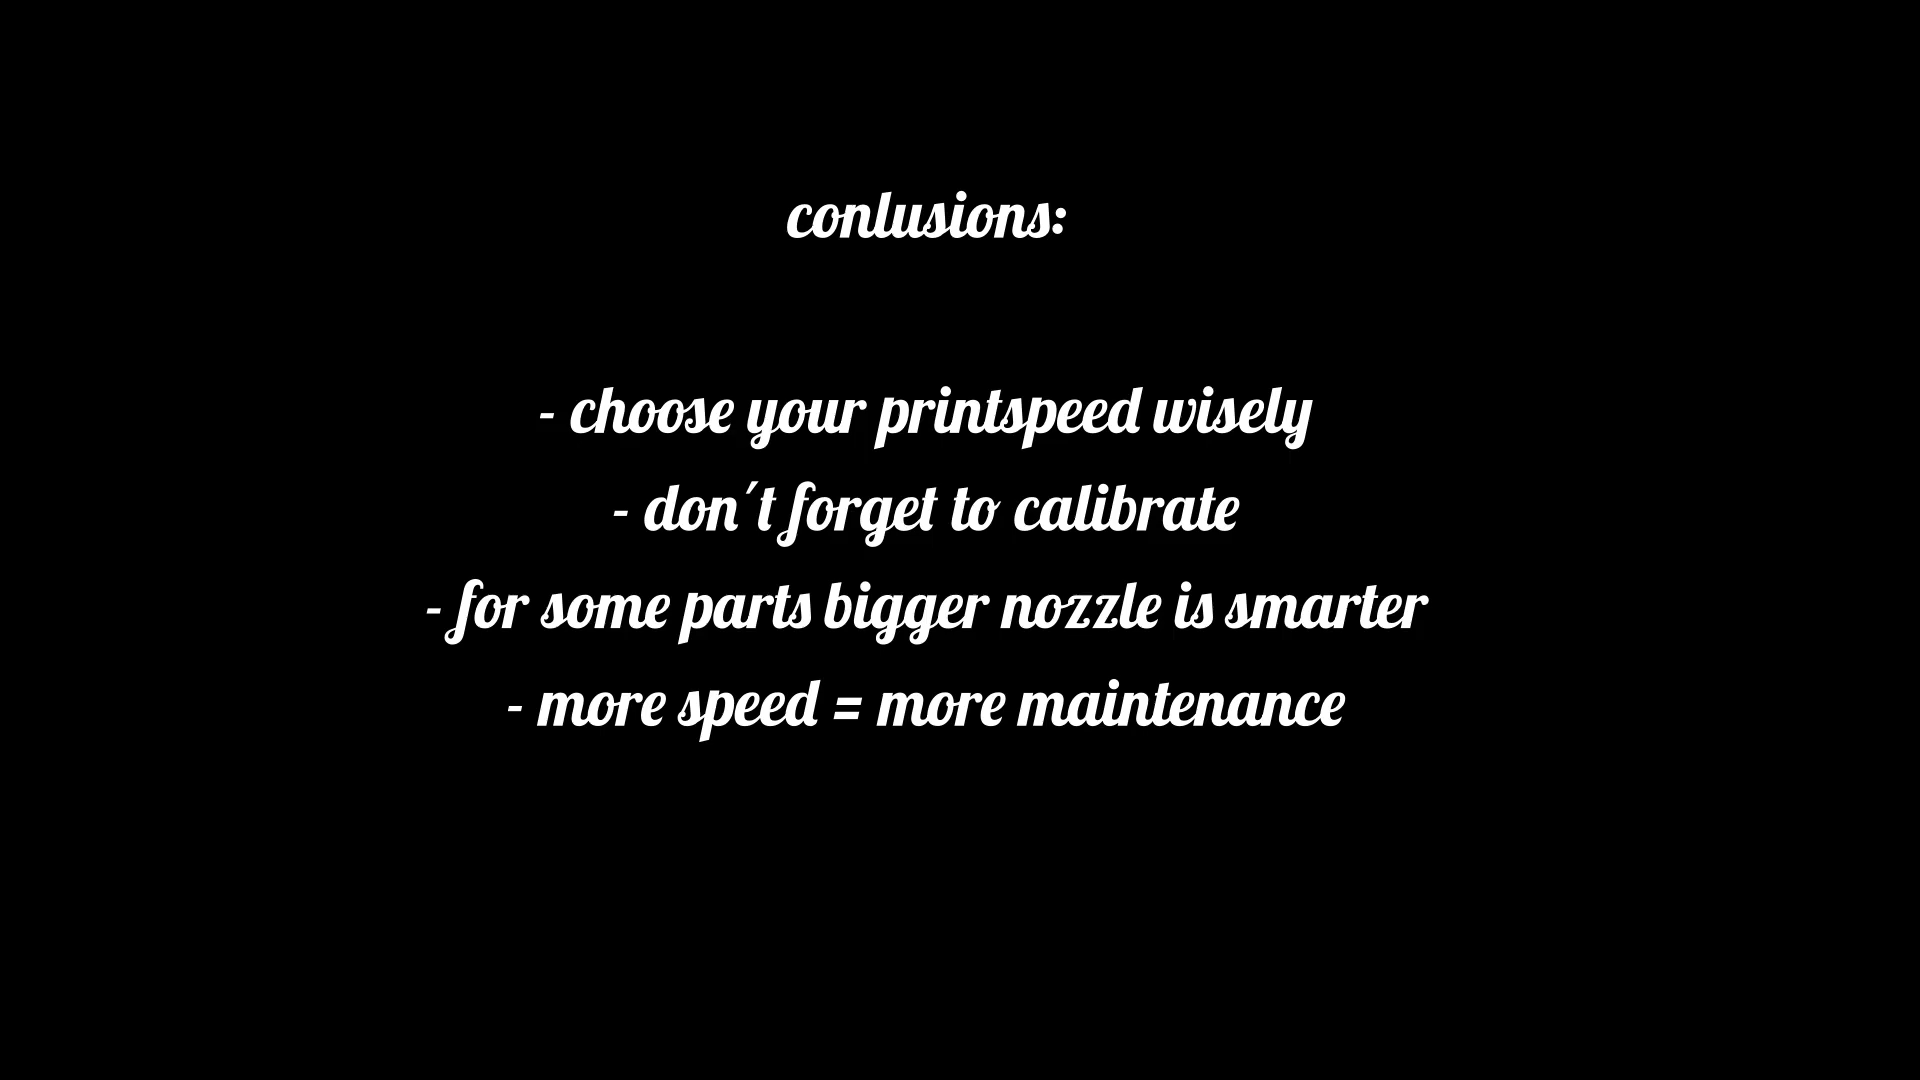 conlusions:
- choose your printspeed wisely
- don´t forget to calibrate
- for some parts bigger nozzle is smarter
- more speed = more maintenance